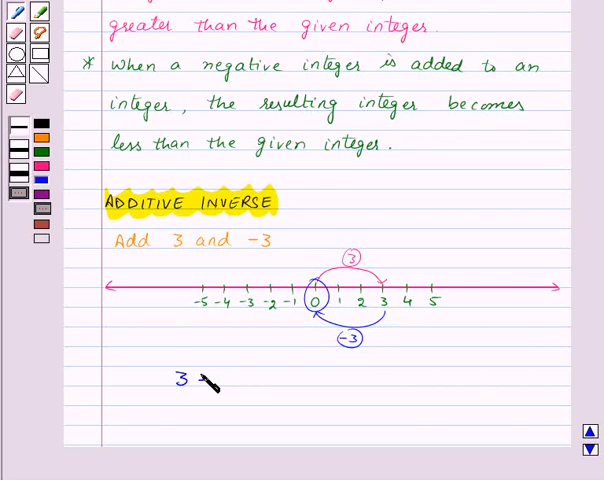 greater than the given integer.
* When a negative integer is added to an
integer, the resulting integer becomes
less than the given integer.
ADDITIVE INVERSE
Add 3 and -3
3
-5 -4 -3 -2 -1 0 1 2 3 4 5
-3
3